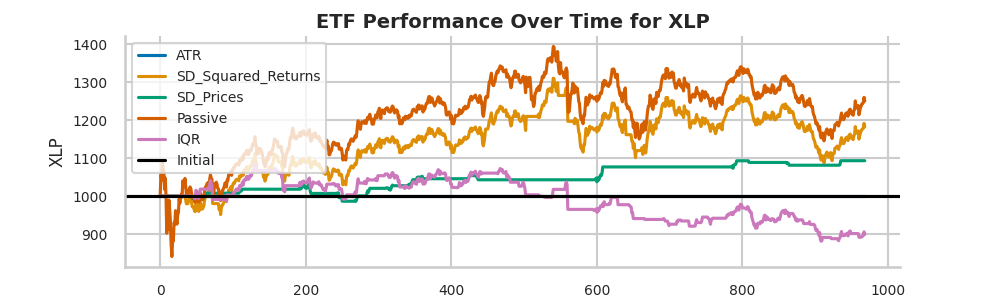 ETF Performance Over Time for XLP
XLP
1400
1300
1200
1100
1000
900
ATR
SD_Squared_Returns
SD_Prices
Passive
IQR
Initial
0
200
400
600
800
1000